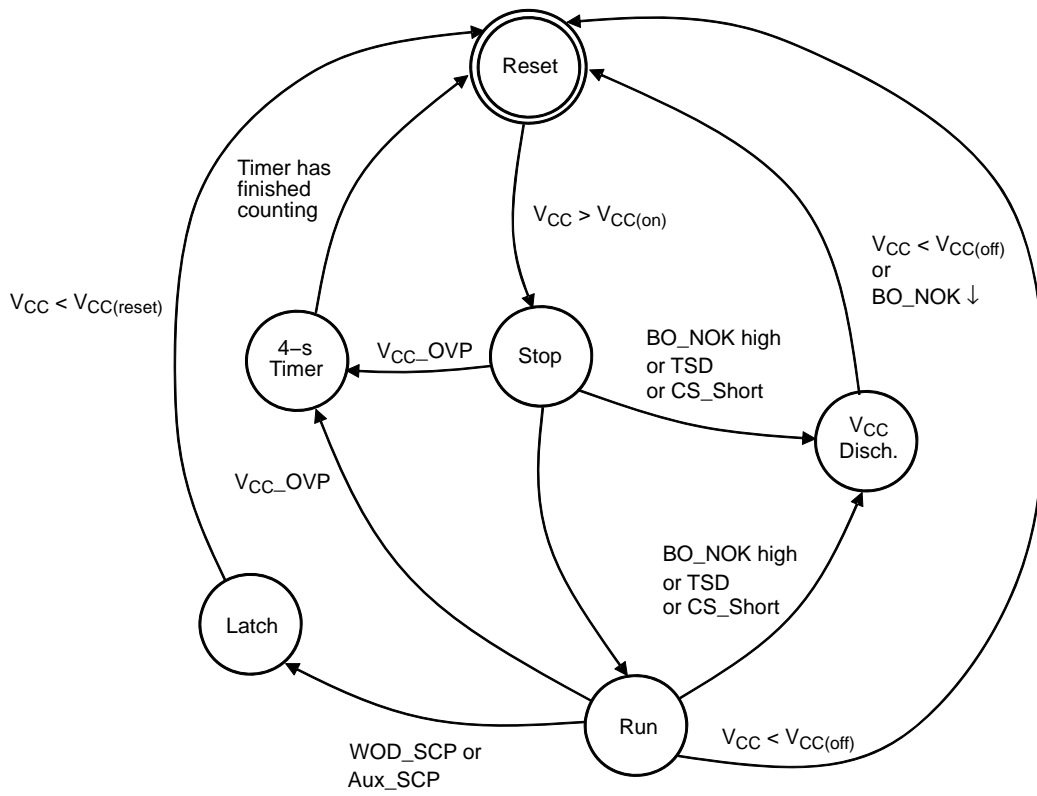 Reset
Timer has
finished
counting
VCC > VCC(on)
VCC < VCC(off)
or
BO_NOK ↓
VCC < VCC(reset)
4–s
Timer
VCC_OVP
Stop
BO_NOK high
or TSD
or CS_Short
VCC
Disch.
VCC_OVP
BO_NOK high
or TSD
or CS_Short
Latch
Run
VCC < VCC(off)
WOD_SCP or
Aux_SCP